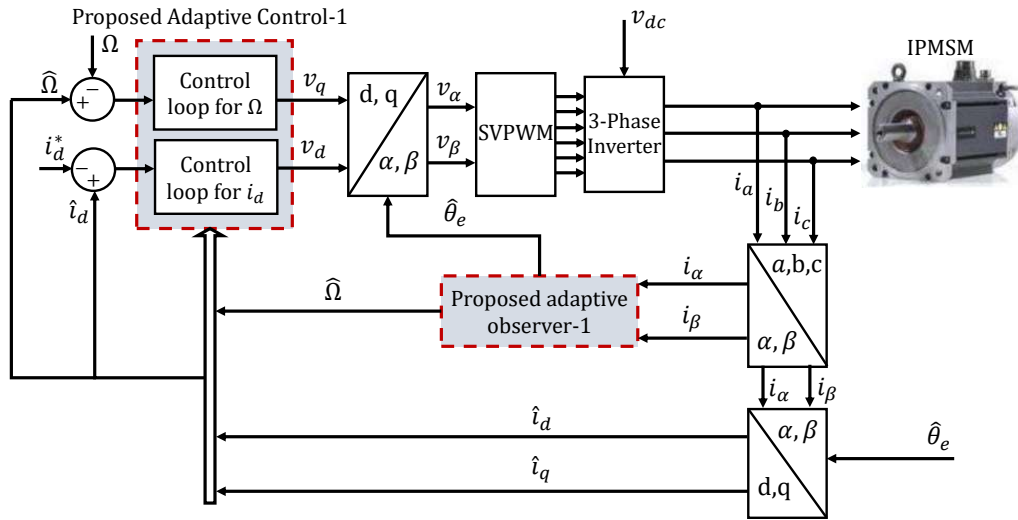 Proposed Adaptive Control-1
Ω
Ω̂
+
−
Control
loop for Ω
v_q
d, q
α, β
v_α
v_β
SVPWM
v_dc
3-Phase
Inverter
IPMSM
i_d^*
−
+
î_d
Control
loop for i_d
v_d
θ̂_e
i_a
i_b
i_c
a,b,c
α, β
i_α
i_β
Proposed adaptive
observer-1
Ω̂
i_α
i_β
α, β
d,q
θ̂_e
î_d
î_q